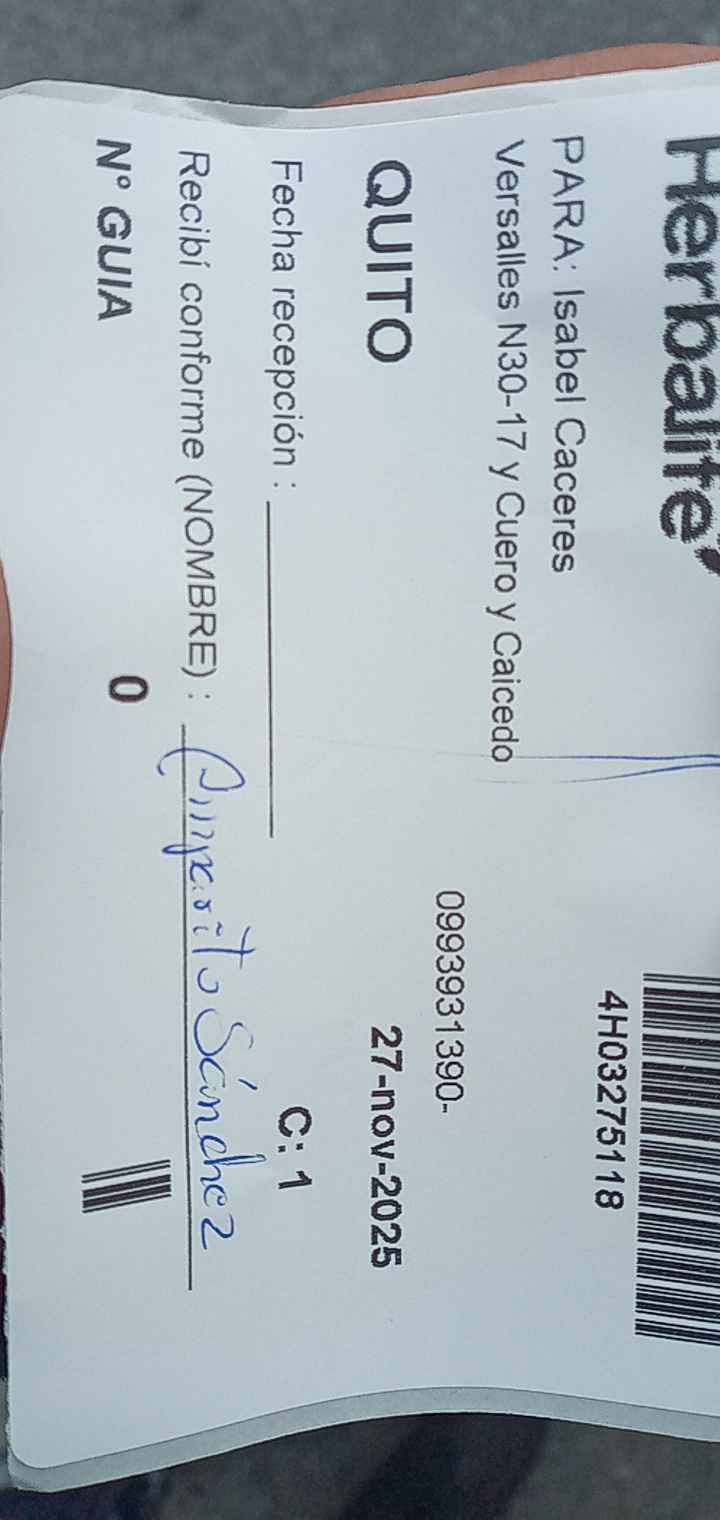 Herbalife
4H03275118
PARA: Isabel Caceres
Versalles N30-17 y Cuero y Caicedo
0993931390-
QUITO 27-nov-2025
Fecha recepción : C: 1
Recibí conforme (NOMBRE) : Amparito Sánchez
N° GUIA 0